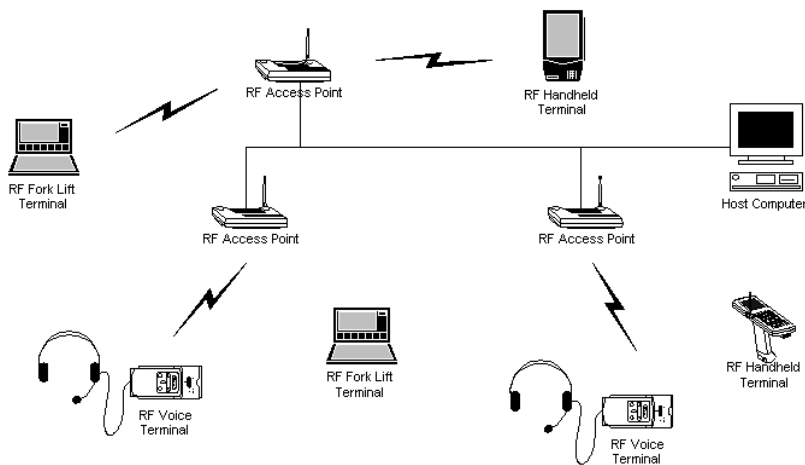 RF Access Point
RF Handheld
Terminal
RF Fork Lift
Terminal
Host Computer
RF Access Point
RF Access Point
RF Fork Lift
Terminal
RF Handheld
Terminal
RF Voice
Terminal
RF Voice
Terminal